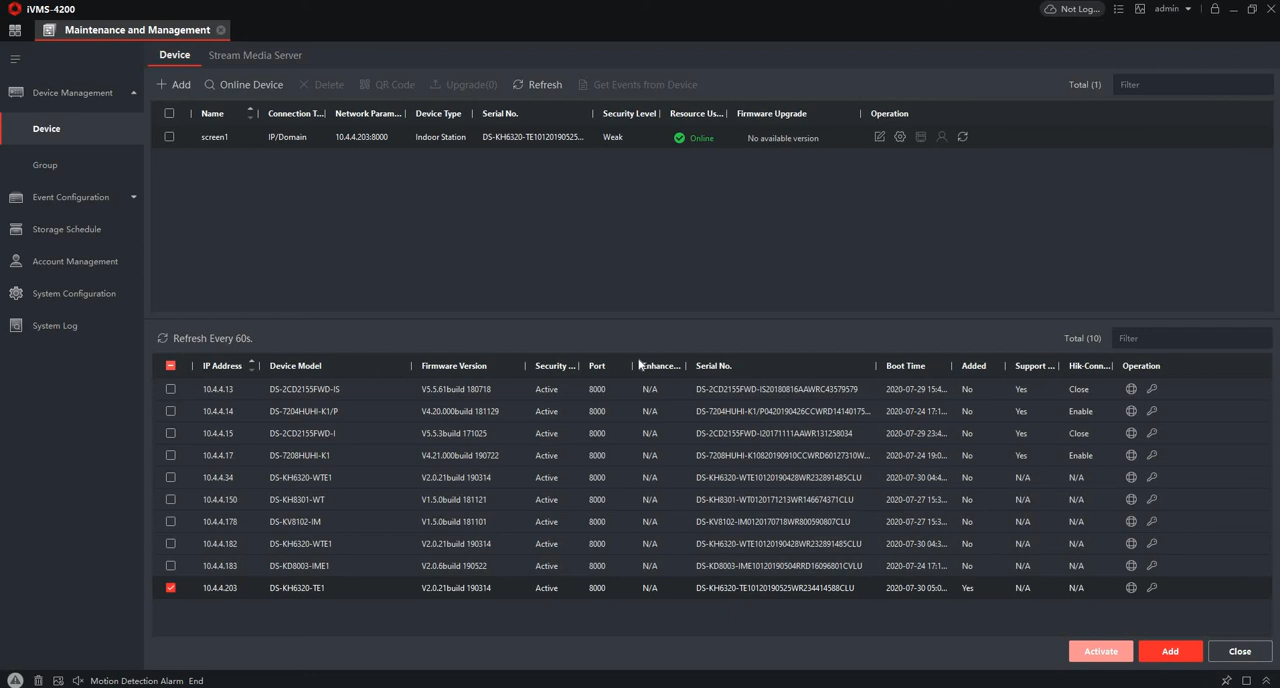 iVMS-4200
Not Log... admin
Maintenance and Management
Device Stream Media Server
Add Online Device Delete QR Code Upgrade(0) Refresh Get Events from Device Total (1) Filter
Device Management
Device
Group
Event Configuration
Storage Schedule
Account Management
System Configuration
System Log
Name Connection T... Network Param... Device Type Serial No. Security Level Resource Us... Firmware Upgrade Operation
screen1 IP/Domain 10.4.4.203:8000 Indoor Station DS-KH6320-TE10120190525... Weak Online No available version
Refresh Every 60s. Total (10) Filter
IP Address Device Model Firmware Version Security ... Port Enhance... Serial No. Boot Time Added Support ... Hik-Conn... Operation
10.4.4.13 DS-2CD2155FWD-IS V5.5.61build 180718 Active 8000 N/A DS-2CD2155FWD-IS20180816AAWRC43579579 2020-07-29 15:4... No Yes Close
10.4.4.14 DS-7204HUHI-K1/P V4.20.000build 181129 Active 8000 N/A DS-7204HUHI-K1/P0420190426CCWRD14140175... 2020-07-24 17:1... No Yes Enable
10.4.4.15 DS-2CD2155FWD-I V5.5.3build 171025 Active 8000 N/A DS-2CD2155FWD-I20171111AAWR131258034 2020-07-29 23:4... No Yes Close
10.4.4.17 DS-7208HUHI-K1 V4.21.000build 190722 Active 8000 N/A DS-7208HUHI-K10820190910CCWRD60127310W... 2020-07-24 19:0... No Yes Enable
10.4.4.34 DS-KH6320-WTE1 V2.0.21build 190314 Active 8000 N/A DS-KH6320-WTE10120190428WR232891485CLU 2020-07-30 04:4... No N/A N/A
10.4.4.150 DS-KH8301-WT V1.5.0build 181121 Active 8000 N/A DS-KH8301-WT0120171213WR146674371CLU 2020-07-27 15:3... No N/A N/A
10.4.4.178 DS-KV8102-IM V1.5.0build 181101 Active 8000 N/A DS-KV8102-IM0120170718WR800590807CLU 2020-07-27 15:3... No N/A N/A
10.4.4.182 DS-KH6320-WTE1 V2.0.21build 190314 Active 8000 N/A DS-KH6320-WTE10120190428WR232891485CLU 2020-07-30 04:3... No N/A N/A
10.4.4.183 DS-KD8003-IME1 V2.0.6build 190522 Active 8000 N/A DS-KD8003-IME10120190504RRD16096801CVLU 2020-07-24 17:1... No N/A N/A
10.4.4.203 DS-KH6320-TE1 V2.0.21build 190314 Active 8000 N/A DS-KH6320-TE10120190525WR234414588CLU 2020-07-30 05:0... Yes N/A N/A
Activate Add Close
Motion Detection Alarm End